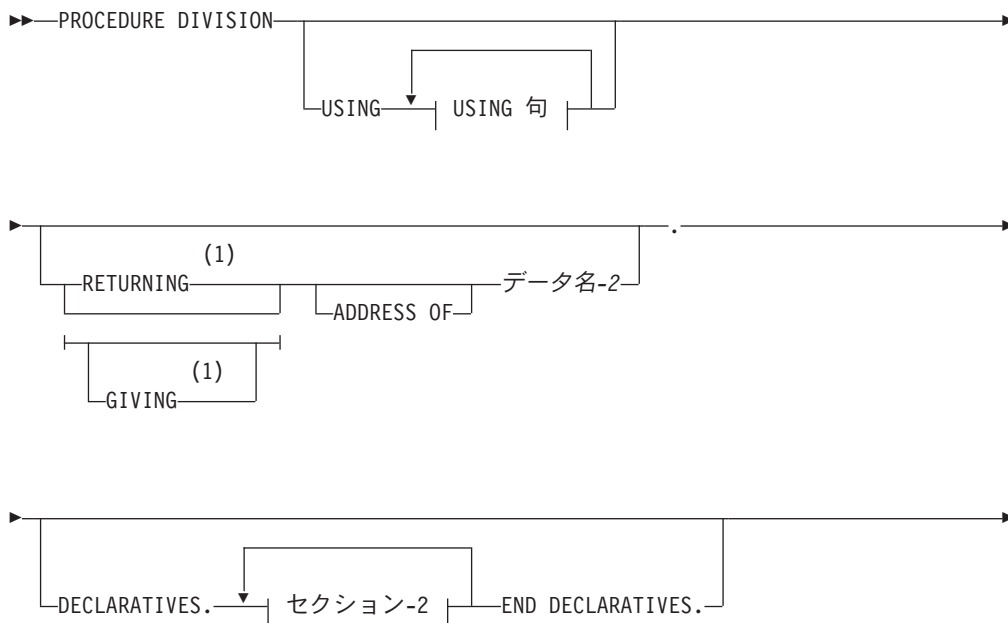 PROCEDURE DIVISION
USING USING 句
(1)
RETURNING データ名-2 .
ADDRESS OF
(1)
GIVING
DECLARATIVES. セクション-2 END DECLARATIVES.